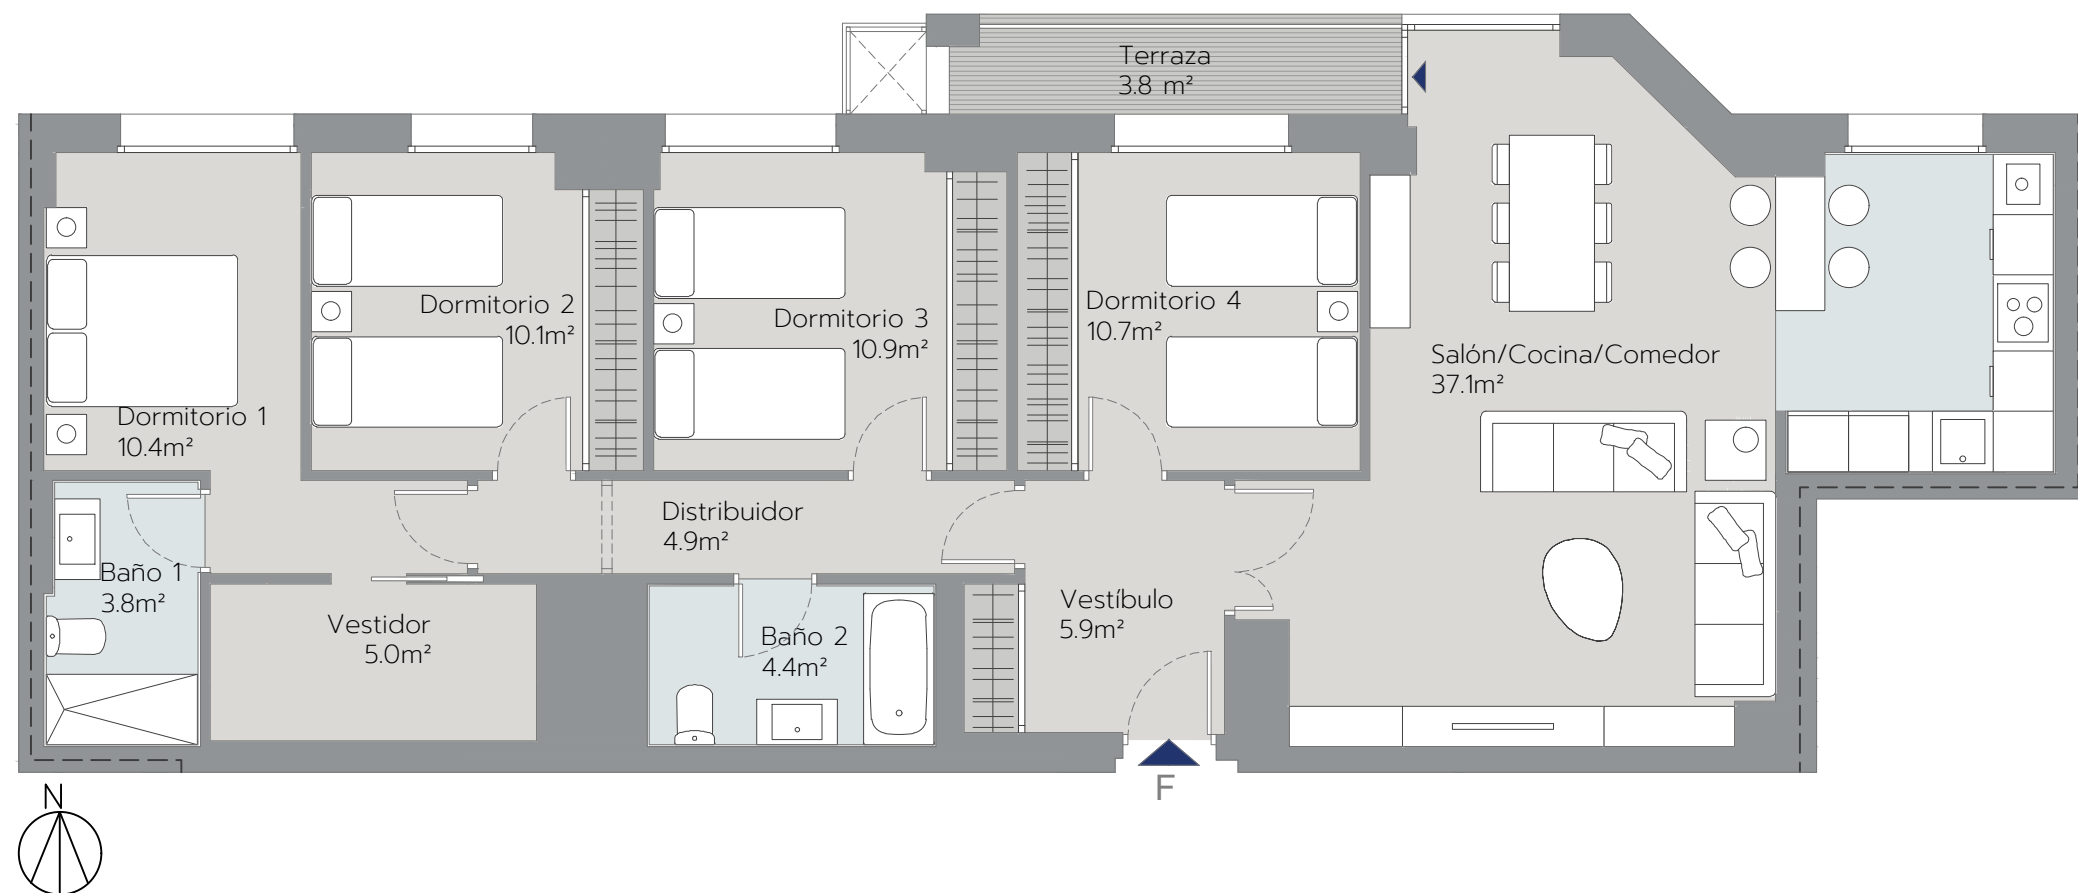 Terraza
3.8 m²
Dormitorio 2
10.1m²
Dormitorio 3
10.9m²
Dormitorio 4
10.7m²
Salón/Cocina/Comedor
37.1m²
Dormitorio 1
10.4m²
Distribuidor
4.9m²
Baño 1
3.8m²
Vestidor
5.0m²
Baño 2
4.4m²
Vestíbulo
5.9m²
F
N